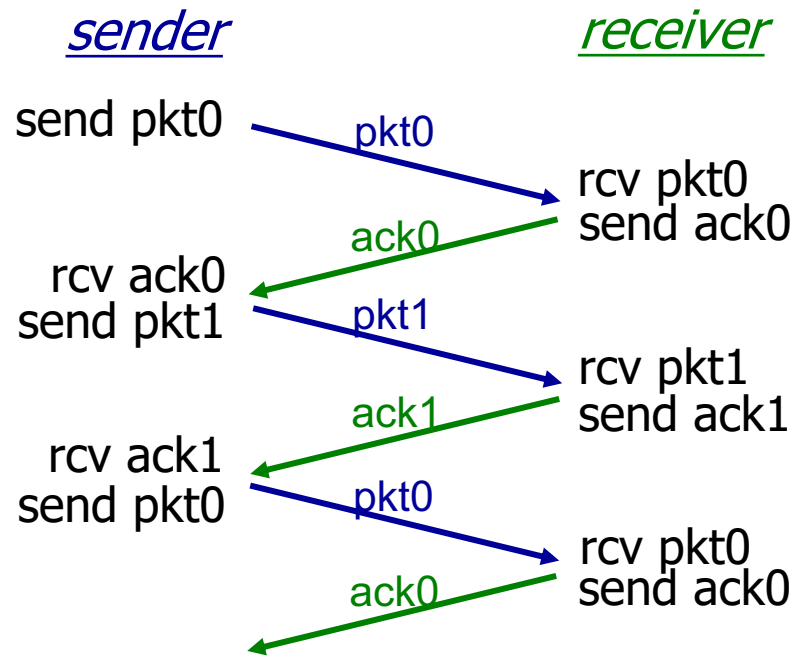 sender
receiver
send pkt0
pkt0
rcv pkt0
send ack0
ack0
rcv ack0
send pkt1
pkt1
rcv pkt1
send ack1
ack1
rcv ack1
send pkt0
pkt0
rcv pkt0
send ack0
ack0